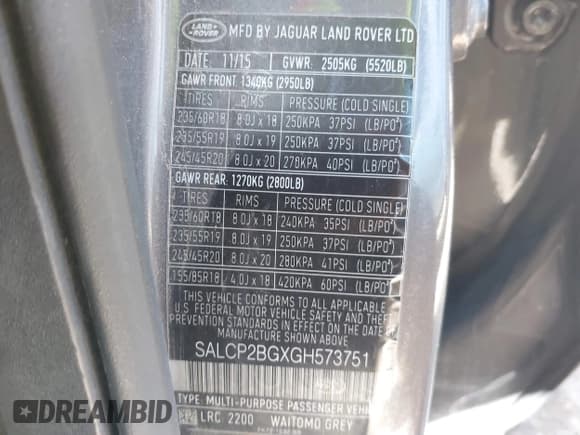 LAND
ROVER
MFD BY JAGUAR LAND ROVER LTD
DATE 11/15 GVWR: 2505KG (5520LB)
GAWR FRONT 1340KG (2950LB)
TIRES RIMS PRESSURE (COLD SINGLE)
235/60R18 8.0J x 18 250KPA 37PSI (LB/PO²)
235/55R19 8.0J x 19 250KPA 37PSI (LB/PO²)
245/45R20 8.0J x 20 270KPA 40PSI (LB/PO²)
GAWR REAR: 1270KG (2800LB)
TIRES RIMS PRESSURE (COLD SINGLE)
235/60R18 8.0J x 18 240KPA 35PSI (LB/PO²)
235/55R19 8.0J x 19 250KPA 37PSI (LB/PO²)
245/45R20 8.0J x 20 280KPA 41PSI (LB/PO²)
155/85R18 4.0J x 18 420KPA 60PSI (LB/PO²)
THIS VEHICLE CONFORMS TO ALL APPLICABLE
U.S. FEDERAL MOTOR VEHICLE SAFETY AND THEFT
PREVENTION STANDARDS IN EFFECT ON THE DATE
OF MANUFACTURE SHOWN ABOVE
SALCP2BGXGH573751
TYPE: MULTI-PURPOSE PASSENGER VEH
LRC 2200 WAITOMO GREY
autobidcar